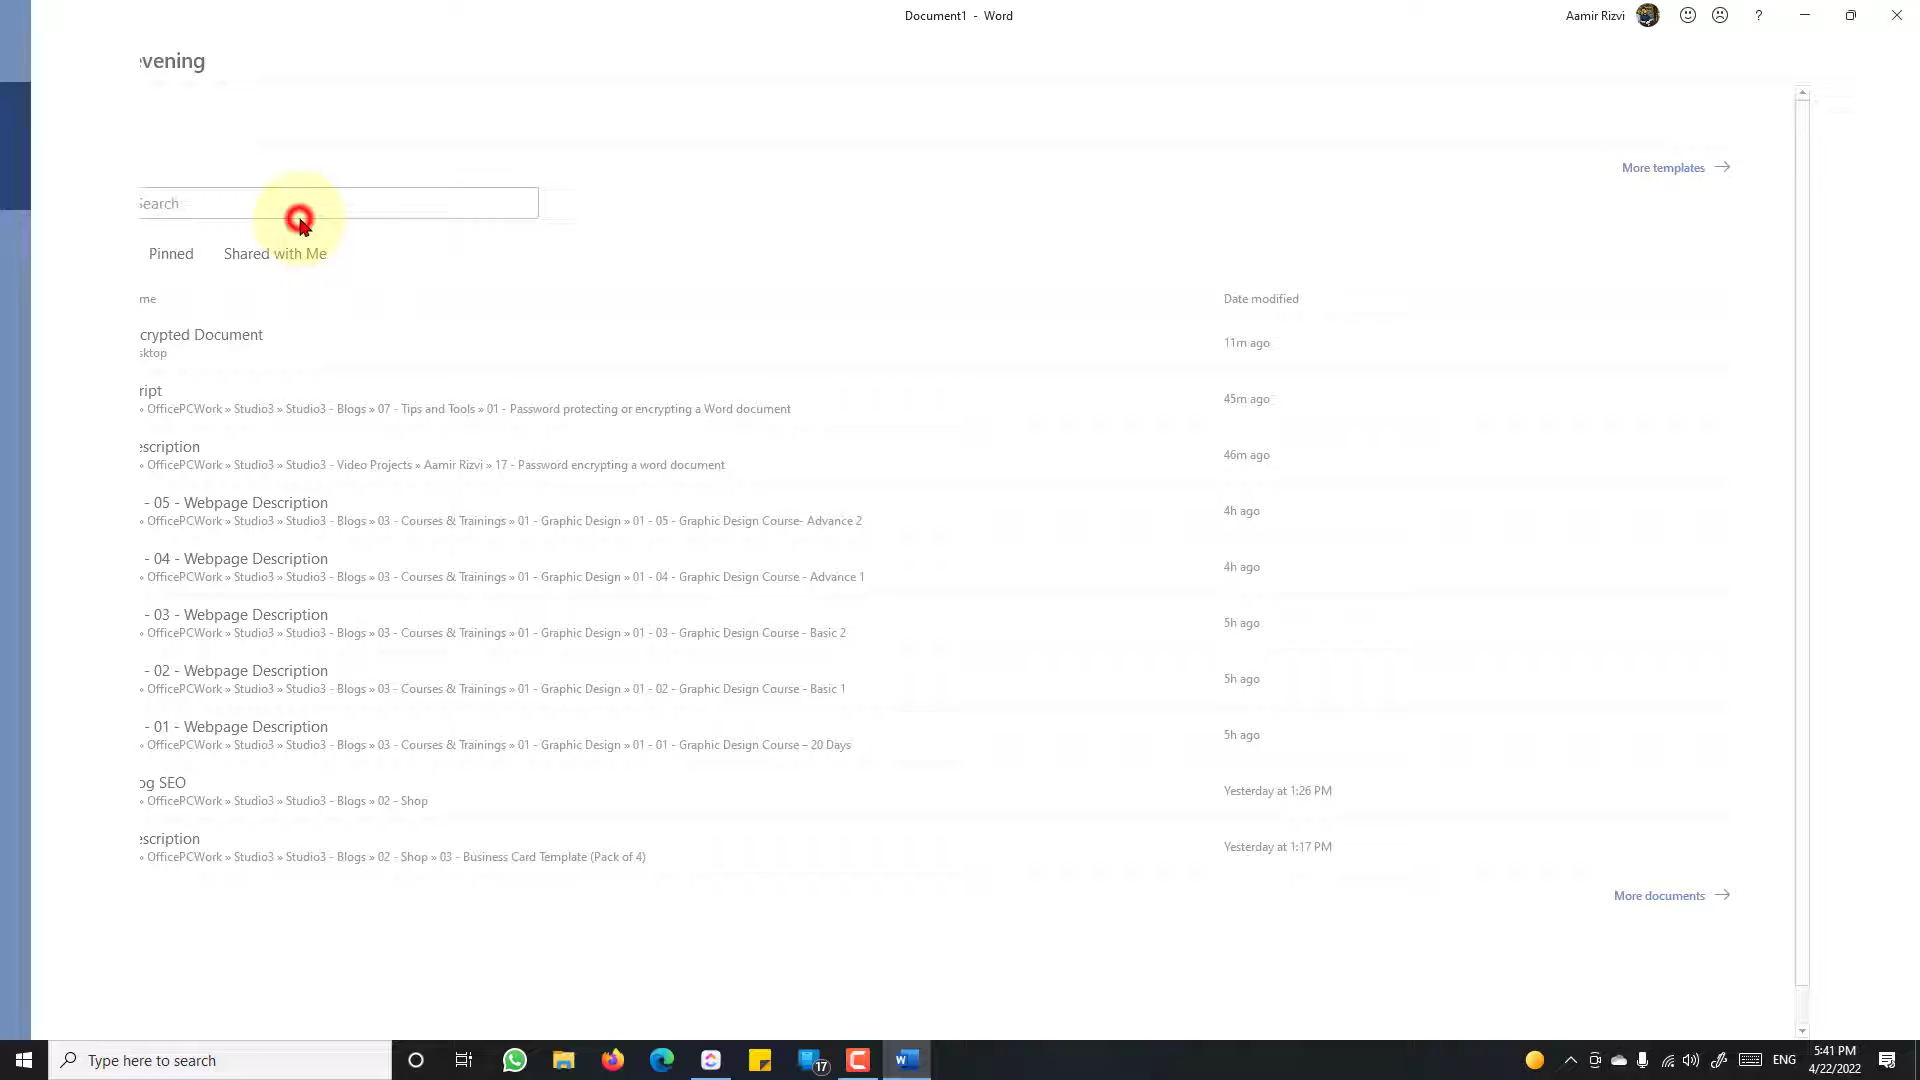 Document1 - Word
Aamir Rizvi
?
evening
More templates
Search
Pinned
Shared with Me
me
Date modified
crypted Document
sktop
11m ago
ript
» OfficePCWork » Studio3 » Studio3 - Blogs » 07 - Tips and Tools » 01 - Password protecting or encrypting a Word document
45m ago
escription
» OfficePCWork » Studio3 » Studio3 - Video Projects » Aamir Rizvi » 17 - Password encrypting a word document
46m ago
- 05 - Webpage Description
» OfficePCWork » Studio3 » Studio3 - Blogs » 03 - Courses & Trainings » 01 - Graphic Design » 01 - 05 - Graphic Design Course- Advance 2
4h ago
- 04 - Webpage Description
» OfficePCWork » Studio3 » Studio3 - Blogs » 03 - Courses & Trainings » 01 - Graphic Design » 01 - 04 - Graphic Design Course - Advance 1
4h ago
- 03 - Webpage Description
» OfficePCWork » Studio3 » Studio3 - Blogs » 03 - Courses & Trainings » 01 - Graphic Design » 01 - 03 - Graphic Design Course - Basic 2
5h ago
- 02 - Webpage Description
» OfficePCWork » Studio3 » Studio3 - Blogs » 03 - Courses & Trainings » 01 - Graphic Design » 01 - 02 - Graphic Design Course - Basic 1
5h ago
- 01 - Webpage Description
» OfficePCWork » Studio3 » Studio3 - Blogs » 03 - Courses & Trainings » 01 - Graphic Design » 01 - 01 - Graphic Design Course – 20 Days
5h ago
og SEO
» OfficePCWork » Studio3 » Studio3 - Blogs » 02 - Shop
Yesterday at 1:26 PM
escription
» OfficePCWork » Studio3 » Studio3 - Blogs » 02 - Shop » 03 - Business Card Template (Pack of 4)
Yesterday at 1:17 PM
More documents
Type here to search
17
ENG
5:41 PM
4/22/2022